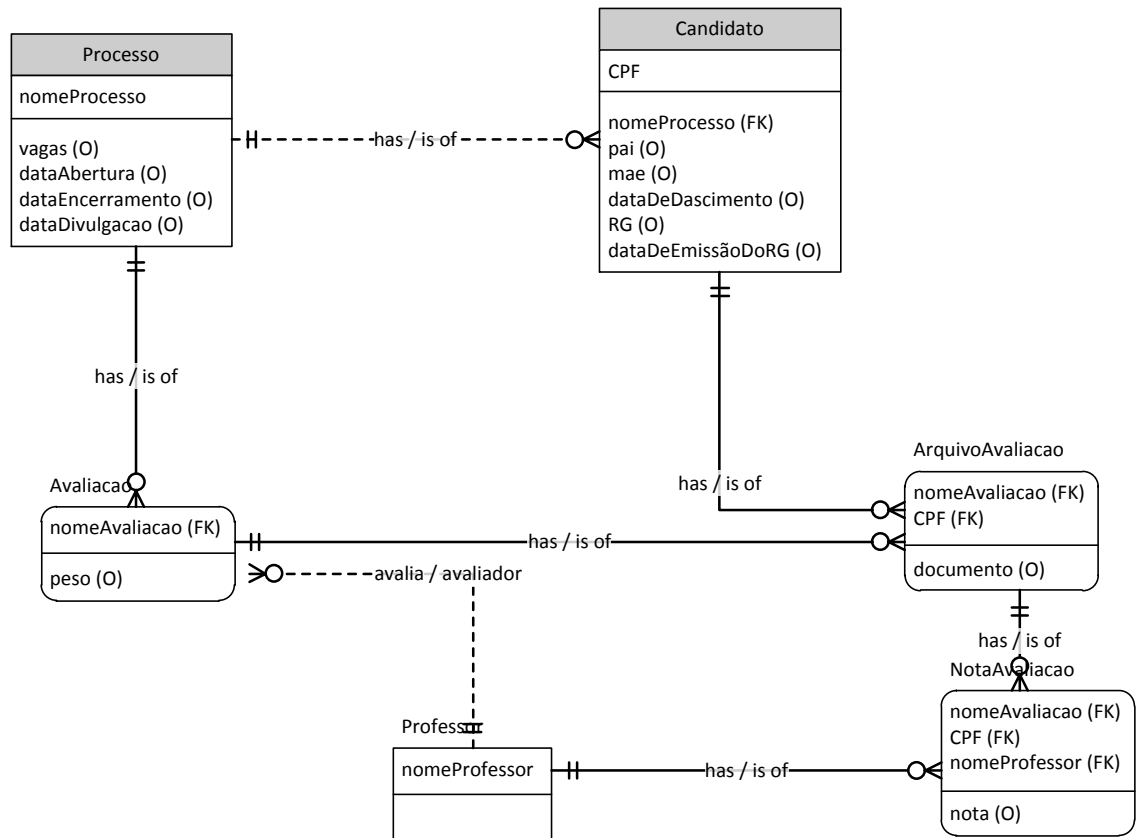 Processo
nomeProcesso
vagas (O)
dataAbertura (O)
dataEncerramento (O)
dataDivulgacao (O)
has / is of
Candidato
CPF
nomeProcesso (FK)
pai (O)
mae (O)
dataDeDascimento (O)
RG (O)
dataDeEmissãoDoRG (O)
has / is of
has / is of
Avaliacao
nomeAvaliacao (FK)
peso (O)
has / is of
avalia / avaliador
ArquivoAvaliacao
nomeAvaliacao (FK)
CPF (FK)
documento (O)
has / is of
NotaAvaliacao
nomeAvaliacao (FK)
CPF (FK)
nomeProfessor (FK)
nota (O)
Professor
nomeProfessor
has / is of